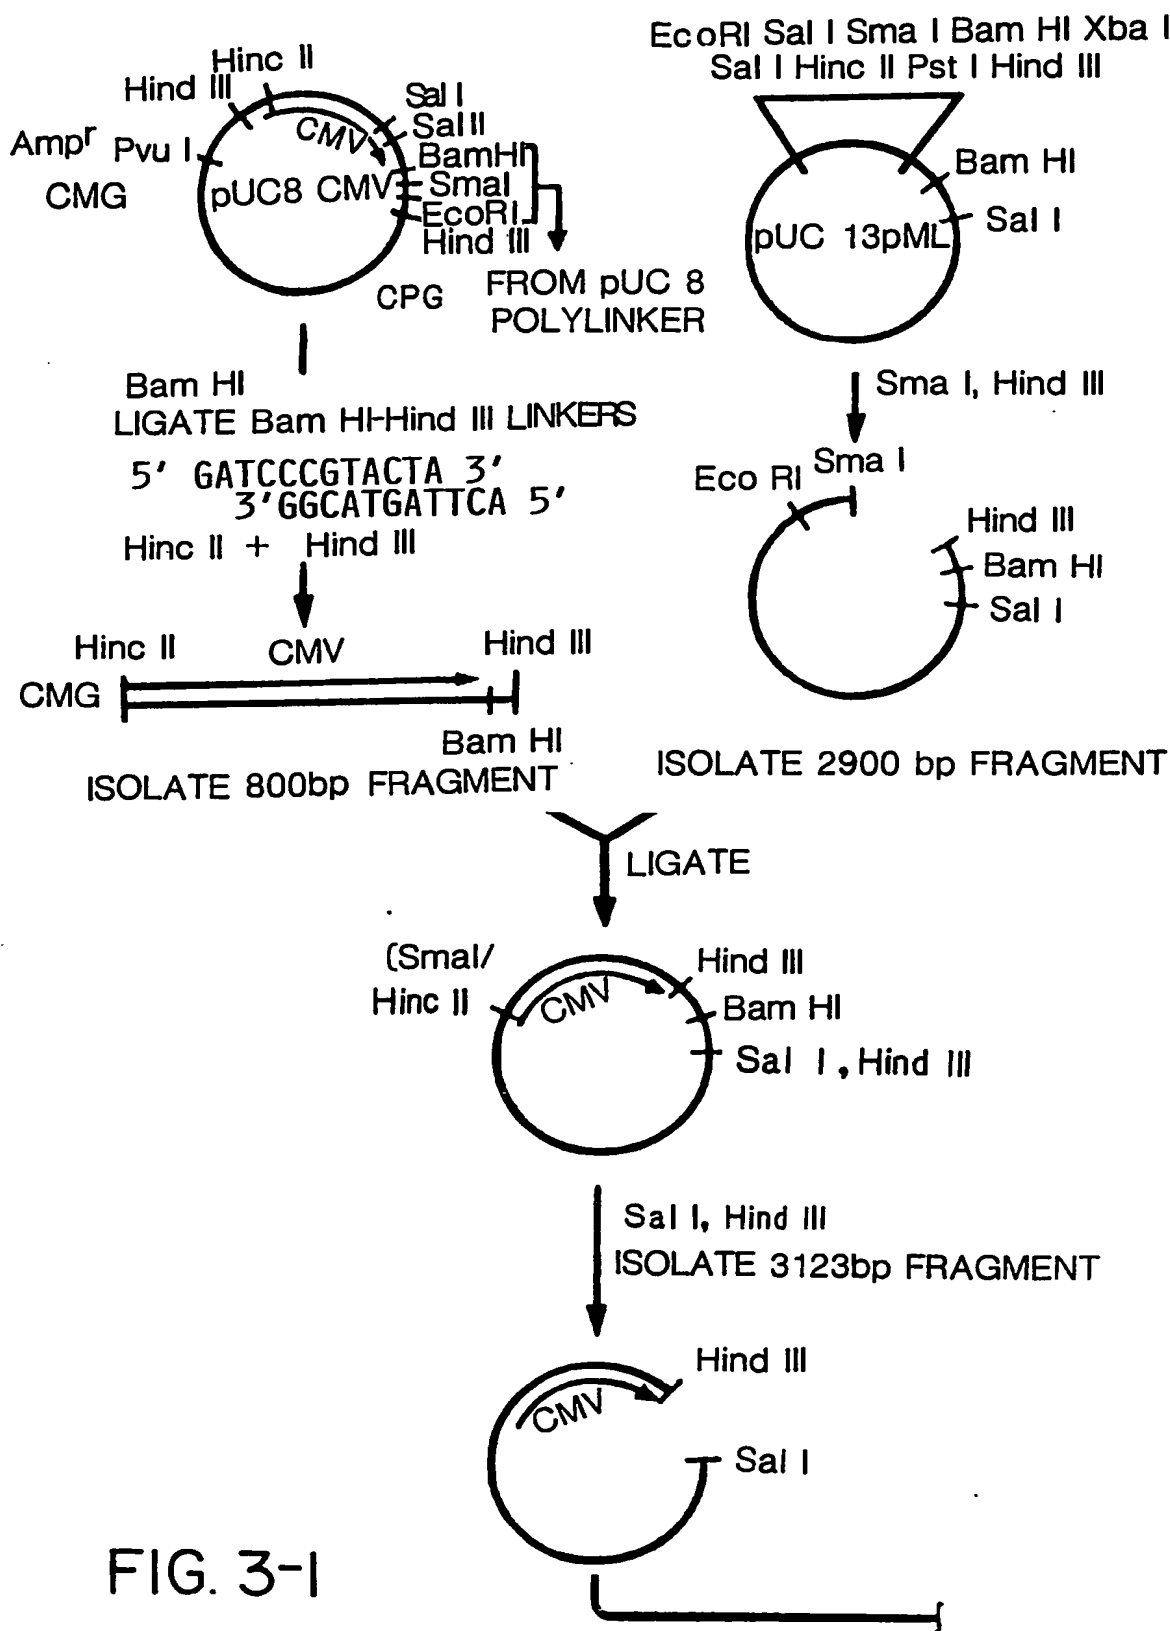 EcoRI Sal I Sma I Bam HI Xba I
Sal I Hinc II Pst I Hind III
Hinc II
Hind III
Ampr
Pvu I
CMG
CMV
pUC8 CMV
Sal I
Sal II
BamHI
SmaI
EcoRI
Hind III
CPG
FROM pUC 8
POLYLINKER
Bam HI
Sal I
pUC 13pML
Bam HI
LIGATE Bam HI-Hind III LINKERS
5' GATCCCGTACTA 3'
3'GGCATGATTCA 5'
Hinc II + Hind III
Sma I, Hind III
Eco RI
Sma I
Hind III
Bam HI
Sal I
Hinc II
CMV
Hind III
CMG
Bam HI
ISOLATE 800bp FRAGMENT
ISOLATE 2900 bp FRAGMENT
LIGATE
(SmaI/
Hinc II
CMV
Hind III
Bam HI
Sal I, Hind III
Sal I, Hind III
ISOLATE 3123bp FRAGMENT
Hind III
CMV
Sal I
FIG. 3-1